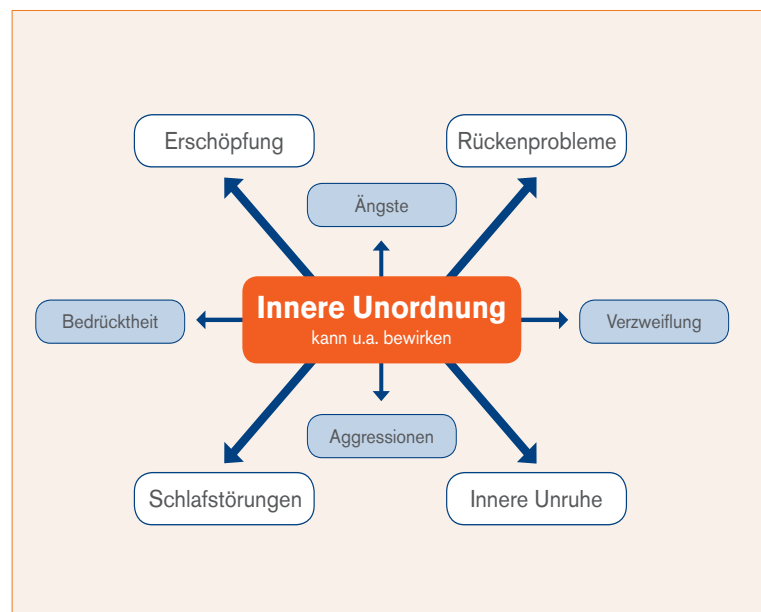 Erschöpfung
Rückenprobleme
Ängste
Innere Unordnung
kann u.a. bewirken
Bedrücktheit
Verzweiflung
Aggressionen
Schlafstörungen
Innere Unruhe